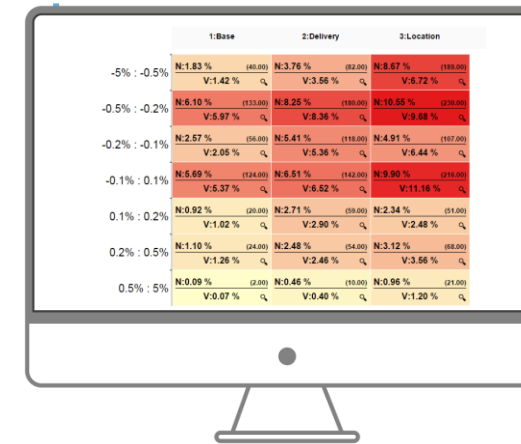 1:Base 2:Delivery 3:Location
-5% : -0.5% N:1.83 % (40.00) N:3.76 % (82.00) N:8.67 % (189.00)
V:1.42 % V:3.56 % V:6.72 %
-0.5% : -0.2% N:6.10 % (133.00) N:8.25 % (180.00) N:10.55 % (230.00)
V:5.97 % V:8.36 % V:9.68 %
-0.2% : -0.1% N:2.57 % (56.00) N:5.41 % (118.00) N:4.91 % (107.00)
V:2.05 % V:5.36 % V:6.44 %
-0.1% : 0.1% N:5.69 % (124.00) N:6.51 % (142.00) N:9.90 % (216.00)
V:5.37 % V:6.52 % V:11.16 %
0.1% : 0.2% N:0.92 % (20.00) N:2.71 % (59.00) N:2.34 % (51.00)
V:1.02 % V:2.90 % V:2.48 %
0.2% : 0.5% N:1.10 % (24.00) N:2.48 % (54.00) N:3.12 % (68.00)
V:1.26 % V:2.46 % V:3.56 %
0.5% : 5% N:0.09 % (2.00) N:0.46 % (10.00) N:0.96 % (21.00)
V:0.07 % V:0.40 % V:1.20 %